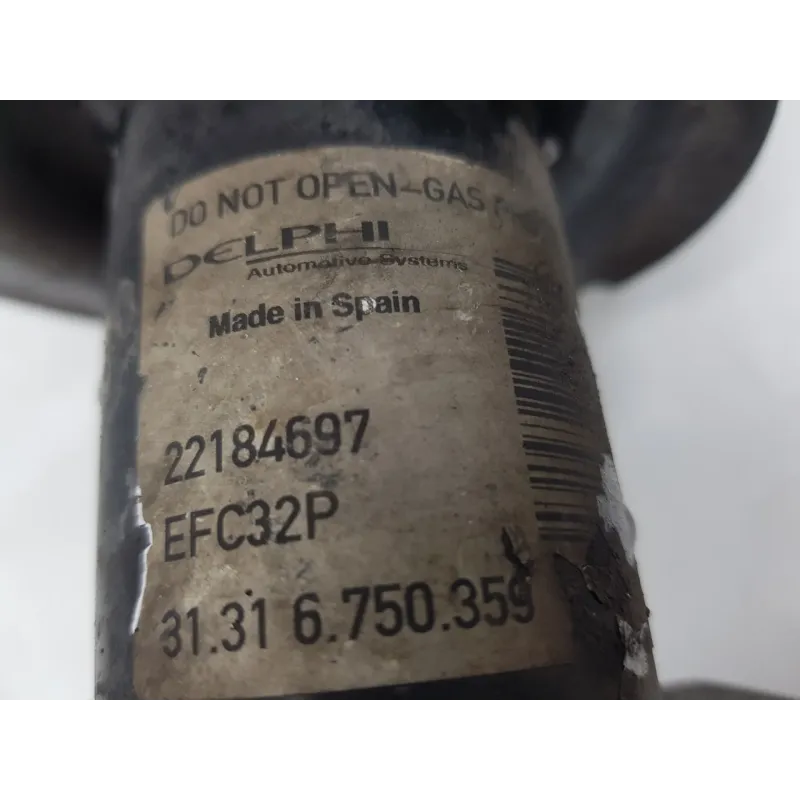 DO NOT OPEN-GAS
DELPHI
Automotive Systems
Made in Spain
22184697
EFC32P
31.31 6.750.359